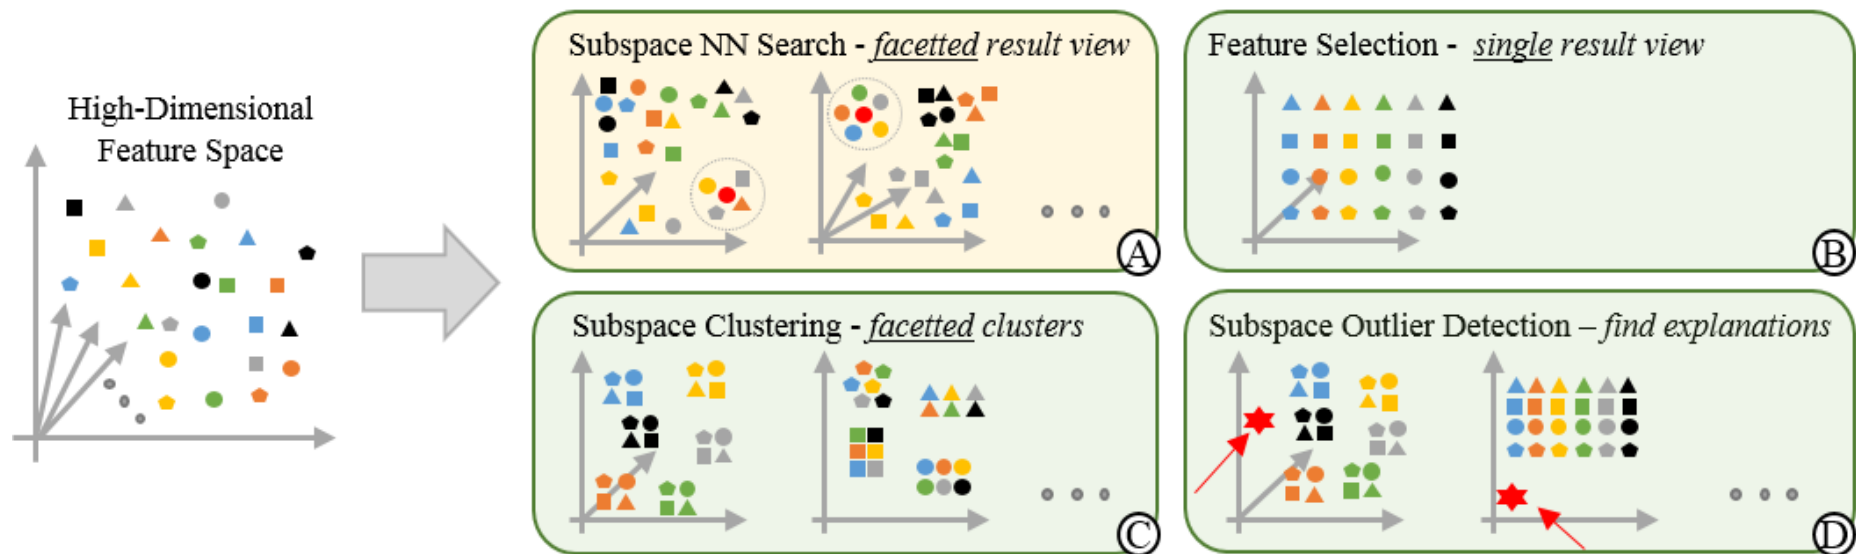 High-Dimensional
Feature Space
Subspace NN Search - facetted result view
A
Feature Selection - single result view
B
Subspace Clustering - facetted clusters
C
Subspace Outlier Detection – find explanations
D